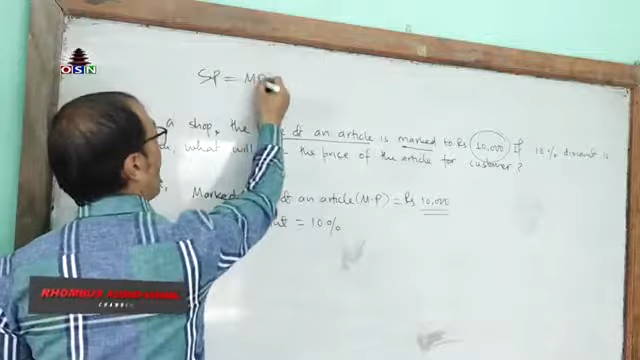 OSN
SP = MP
a shop, the of an article is marked to Rs 10,000 If 10% discount is
what will the price of the article for customer?
Marked of an article (M.P) = Rs 10,000
= 10%
RHOMBUS
CHANNEL